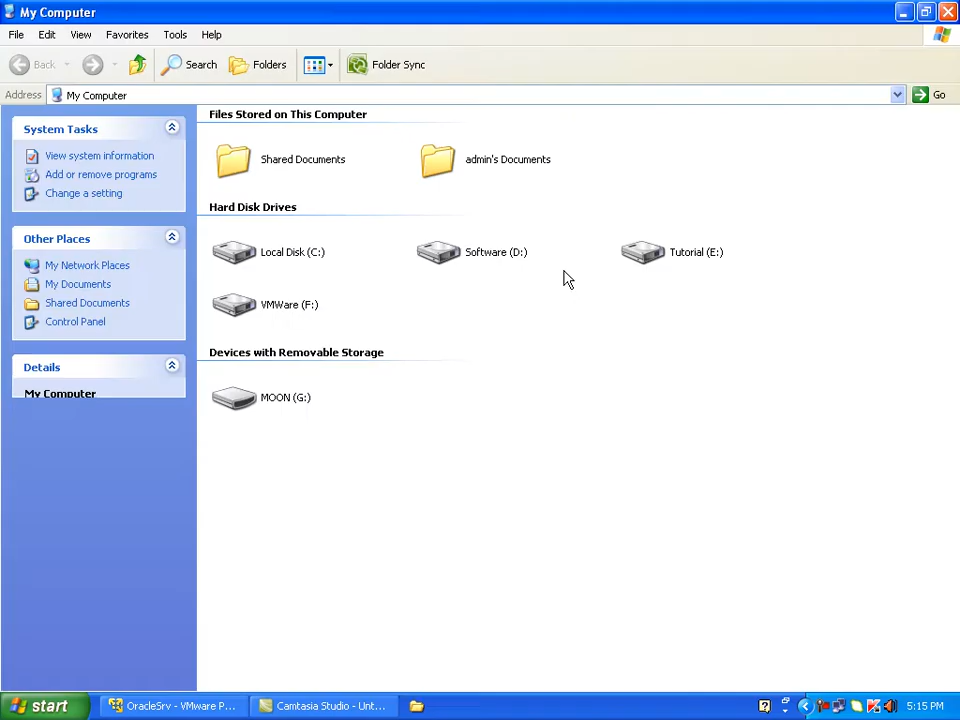 My Computer
File Edit View Favorites Tools Help
Back Search Folders Folder Sync
Address My Computer Go
System Tasks
View system information
Add or remove programs
Change a setting
Other Places
My Network Places
My Documents
Shared Documents
Control Panel
Details
My Computer
Files Stored on This Computer
Shared Documents admin's Documents
Hard Disk Drives
Local Disk (C:) Software (D:) Tutorial (E:)
VMWare (F:)
Devices with Removable Storage
MOON (G:)
start OracleSrv - VMware P... Camtasia Studio - Unt... 5:15 PM